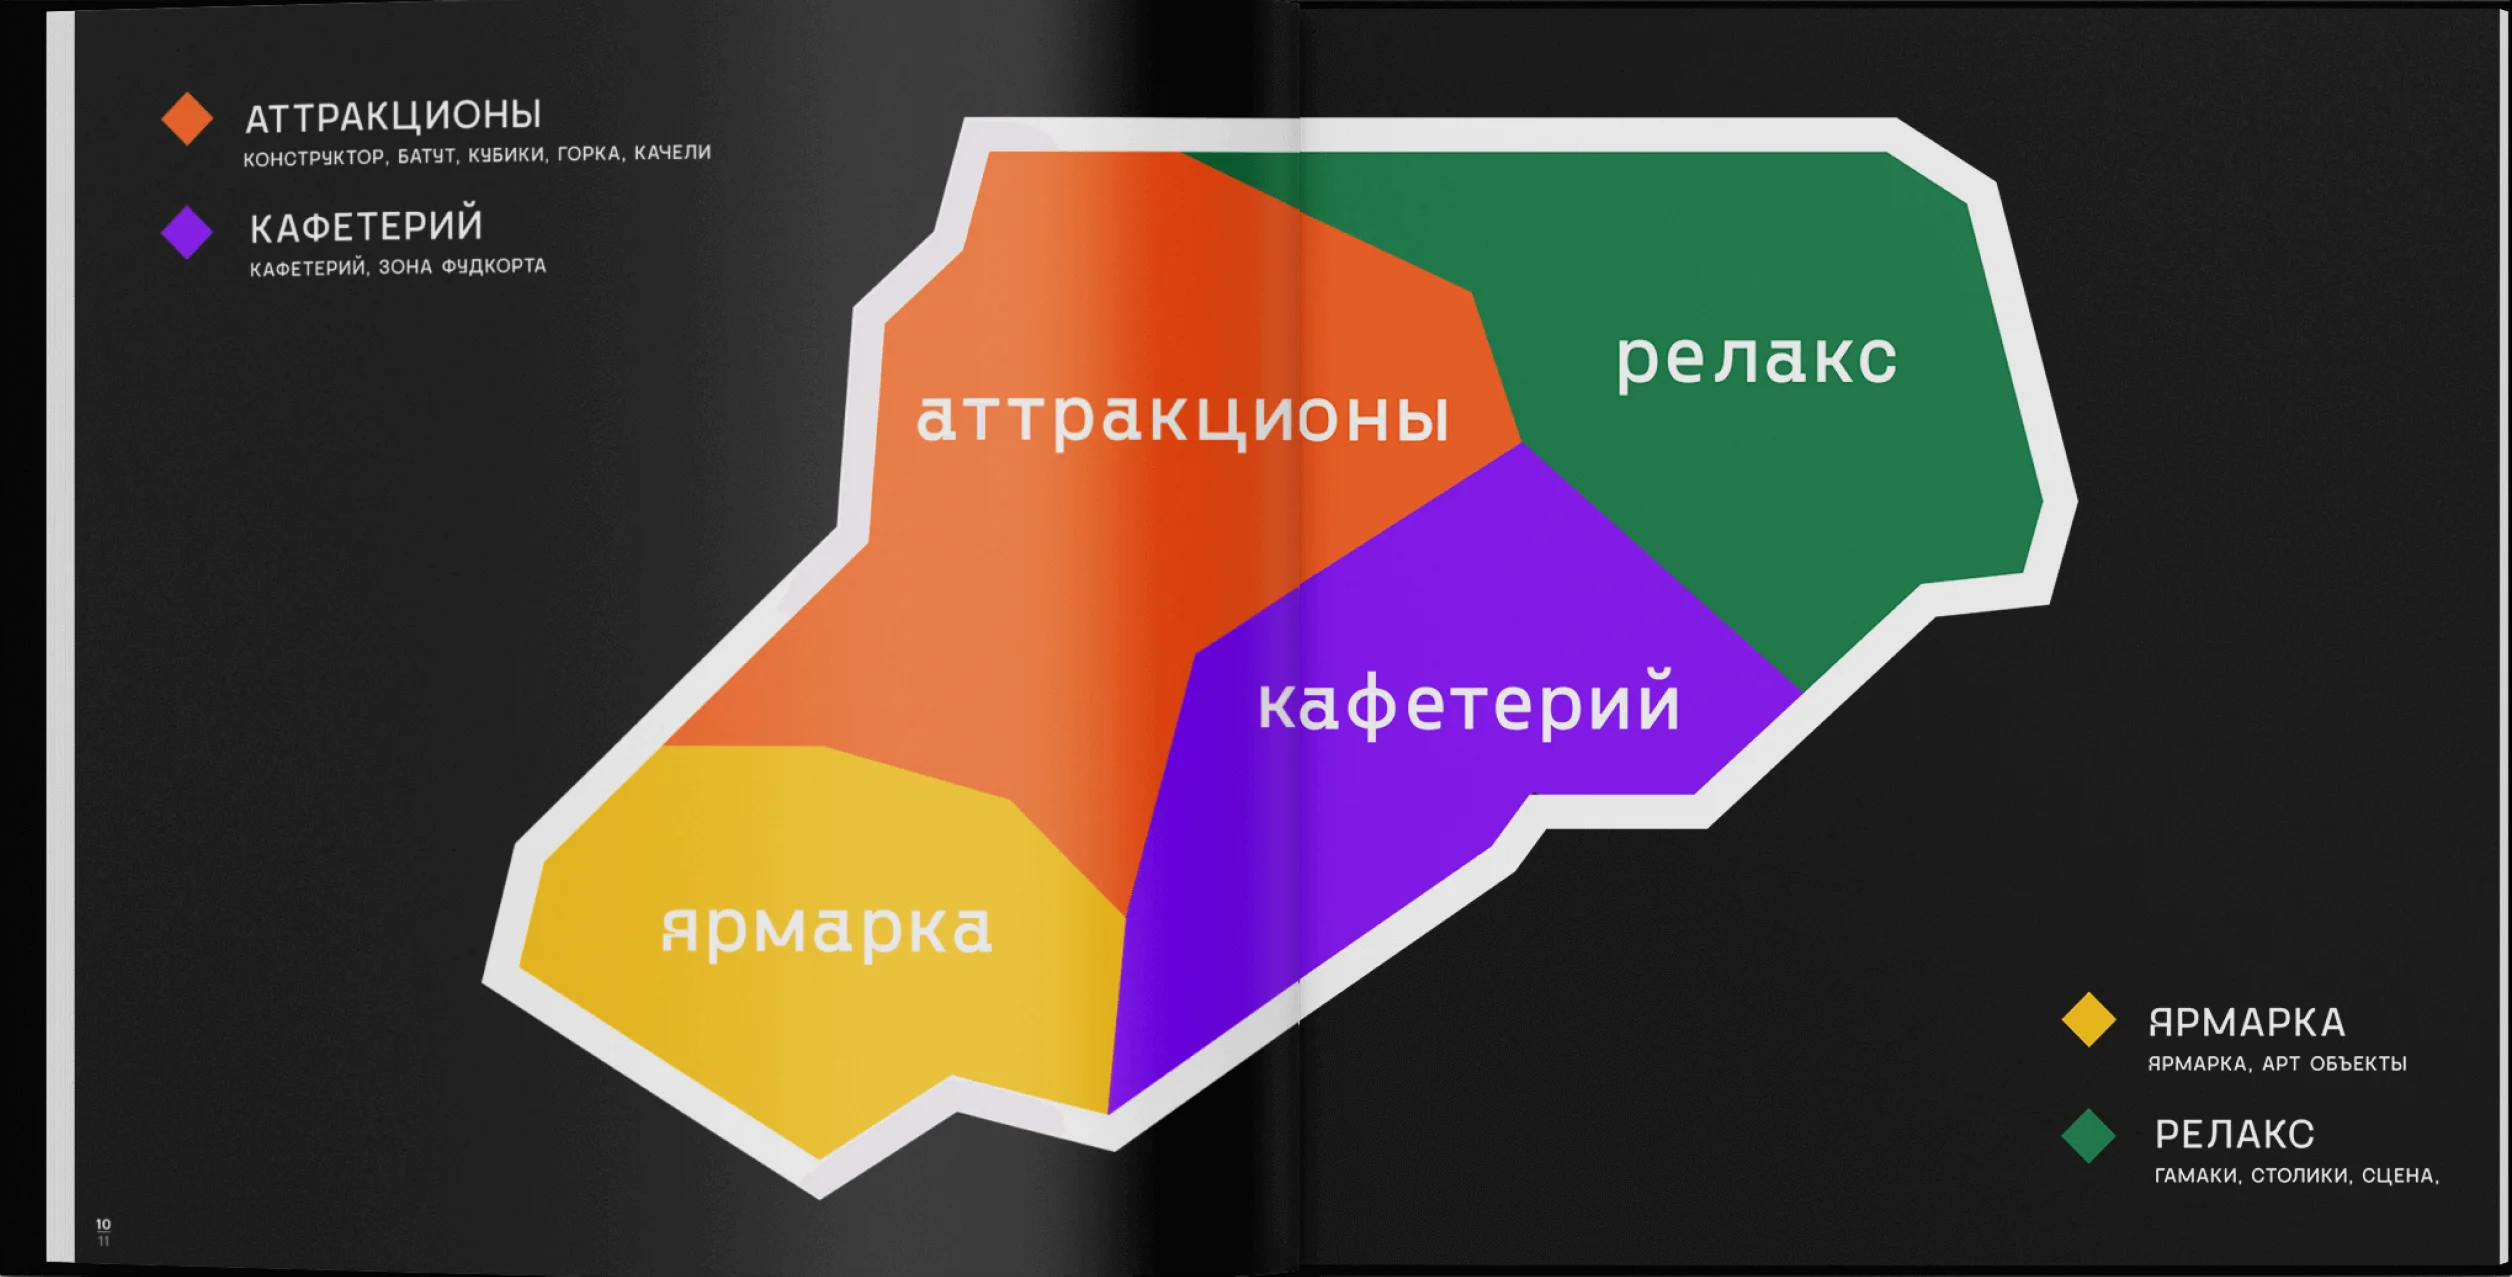 АТТРАКЦИОНЫ
КОНСТРУКТОР, БАТУТ, КУБИКИ, ГОРКА, КАЧЕЛИ
КАФЕТЕРИЙ
КАФЕТЕРИЙ, ЗОНА ФУДКОРТА
релакс
аттракционы
кафетерий
ярмарка
ЯРМАРКА
ЯРМАРКА, АРТ ОБЪЕКТЫ
РЕЛАКС
ГАМАКИ, СТОЛИКИ, СЦЕНА,
10
11